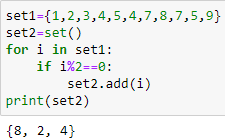 set1={1,2,3,4,5,4,7,8,7,5,9}
set2=set()
for i in set1:
    if i%2==0:
        set2.add(i)
print(set2)
{8, 2, 4}